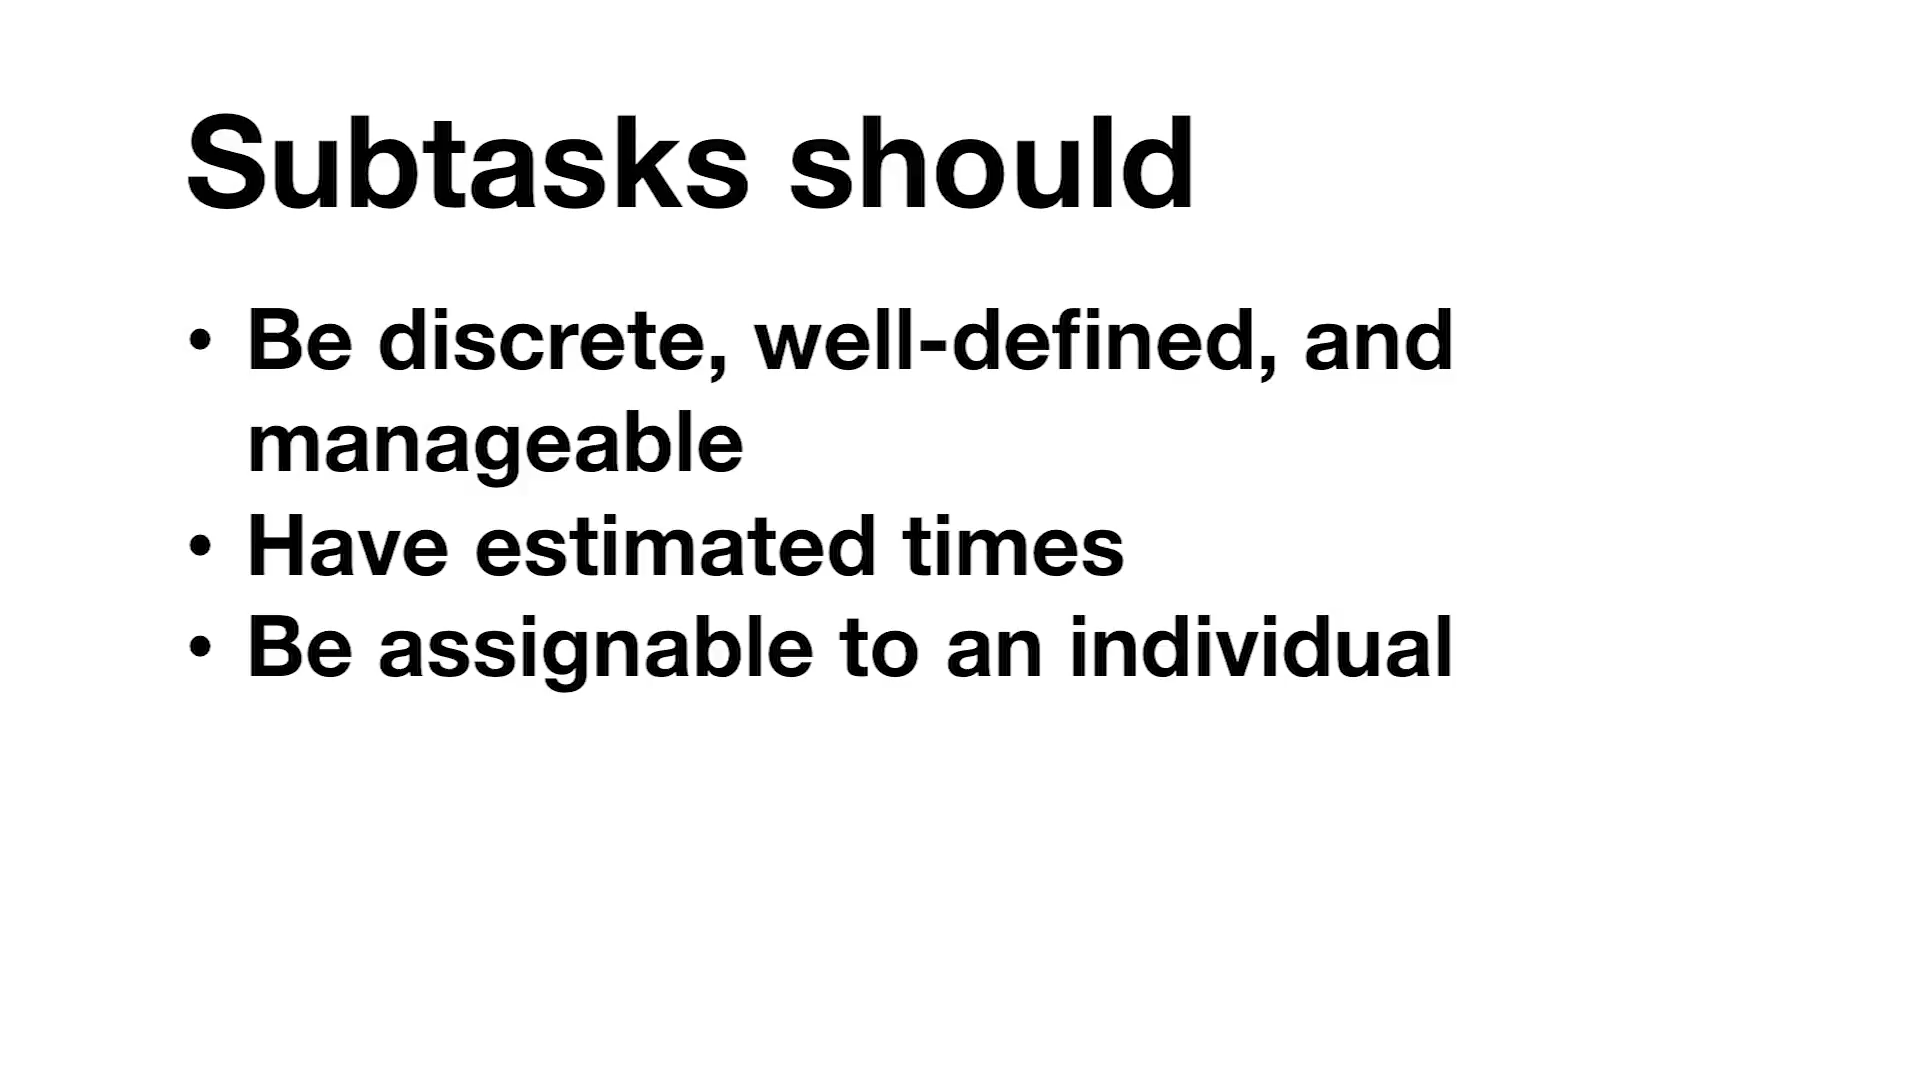 Subtasks should
• Be discrete, well-defined, and
manageable
• Have estimated times
• Be assignable to an individual